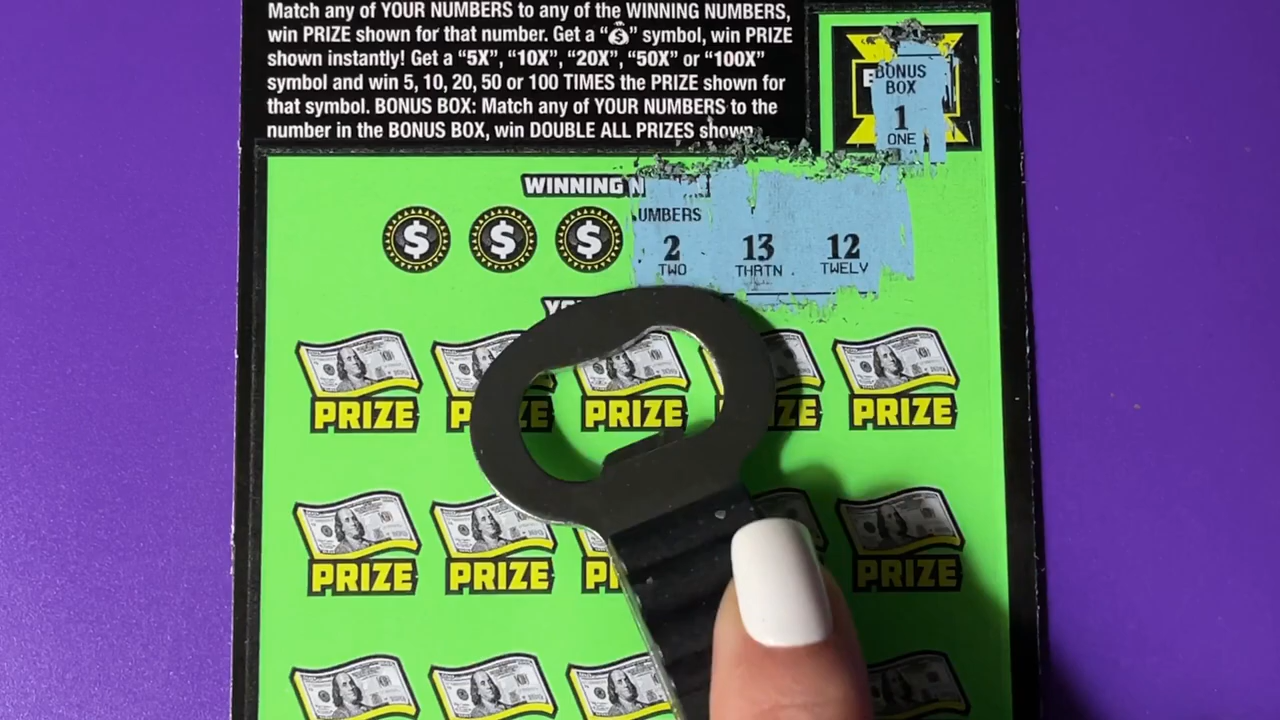 Match any of YOUR NUMBERS to any of the WINNING NUMBERS,
win PRIZE shown for that number. Get a "💰" symbol, win PRIZE
shown instantly! Get a "5X", "10X", "20X", "50X" or "100X"
symbol and win 5, 10, 20, 50 or 100 TIMES the PRIZE shown for
that symbol. BONUS BOX: Match any of YOUR NUMBERS to the
number in the BONUS BOX, win DOUBLE ALL PRIZES shown.
BONUS
BOX
1
ONE
WINNING N
UMBERS
$ $ $ 2 13 12
TWO THRTN TWELV
PRIZE PRIZE PRIZE
PRIZE PRIZE PRIZE